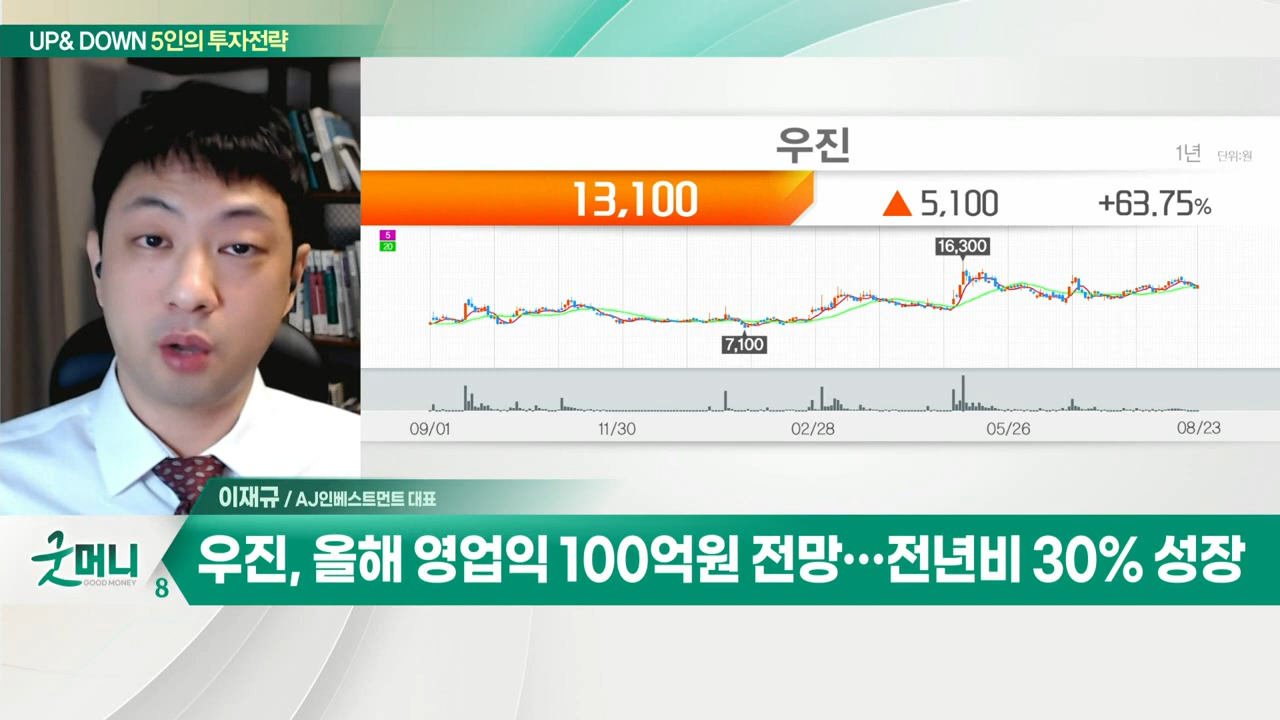 UP& DOWN 5인의 투자전략
우진
1년 단위:원
13,100 ▲ 5,100 +63.75%
5
20
16,300
7,100
09/01 11/30 02/28 05/26 08/23
이재규 / AJ인베스트먼트 대표
굿머니
GOOD MONEY
8
우진, 올해 영업익 100억원 전망…전년비 30% 성장